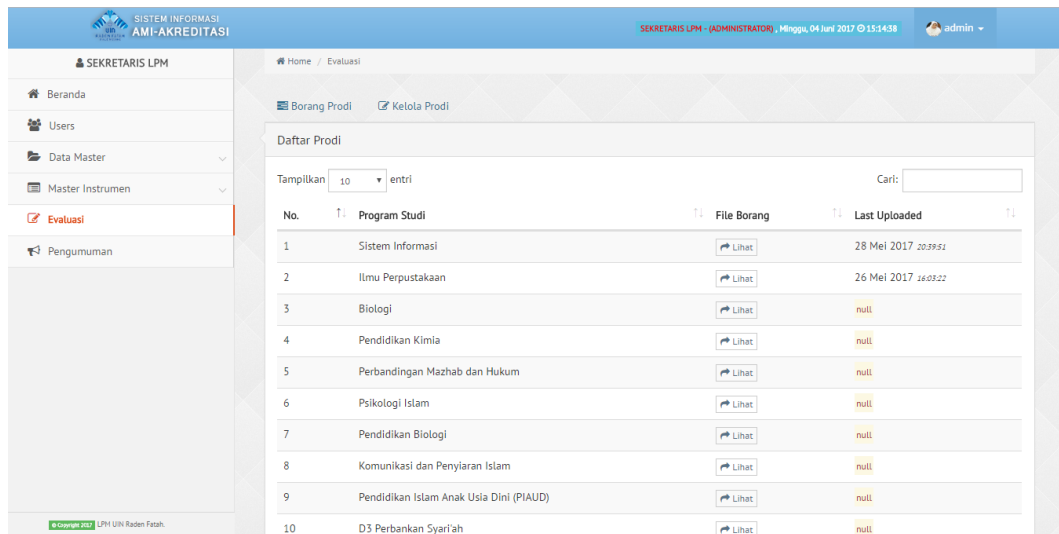 SISTEM INFORMASI
AMI-AKREDITASI
SEKRETARIS LPM - (ADMINISTRATOR) , Minggu, 04 Juni 2017 15:14:38
admin
SEKRETARIS LPM
Beranda
Users
Data Master
Master Instrumen
Evaluasi
Pengumuman
Home / Evaluasi
Borang Prodi Kelola Prodi
Daftar Prodi
Tampilkan 10 entri Cari:
No. Program Studi File Borang Last Uploaded
1 Sistem Informasi Lihat 28 Mei 2017 20:59:51
2 Ilmu Perpustakaan Lihat 26 Mei 2017 16:03:22
3 Biologi Lihat null
4 Pendidikan Kimia Lihat null
5 Perbandingan Mazhab dan Hukum Lihat null
6 Psikologi Islam Lihat null
7 Pendidikan Biologi Lihat null
8 Komunikasi dan Penyiaran Islam Lihat null
9 Pendidikan Islam Anak Usia Dini (PIAUD) Lihat null
10 D3 Perbankan Syari'ah Lihat null
© Copyright 2017 LPM UIN Raden Fatah.